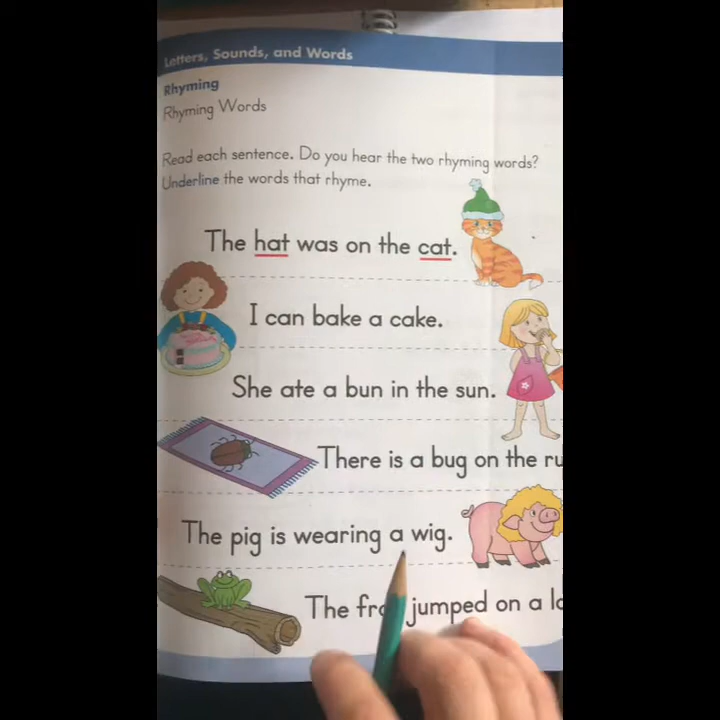 Letters, Sounds, and Words
Rhyming
Rhyming Words
Read each sentence. Do you hear the two rhyming words?
Underline the words that rhyme.
The hat was on the cat.
I can bake a cake.
She ate a bun in the sun.
There is a bug on the
The pig is wearing a wig.
The jumped on a